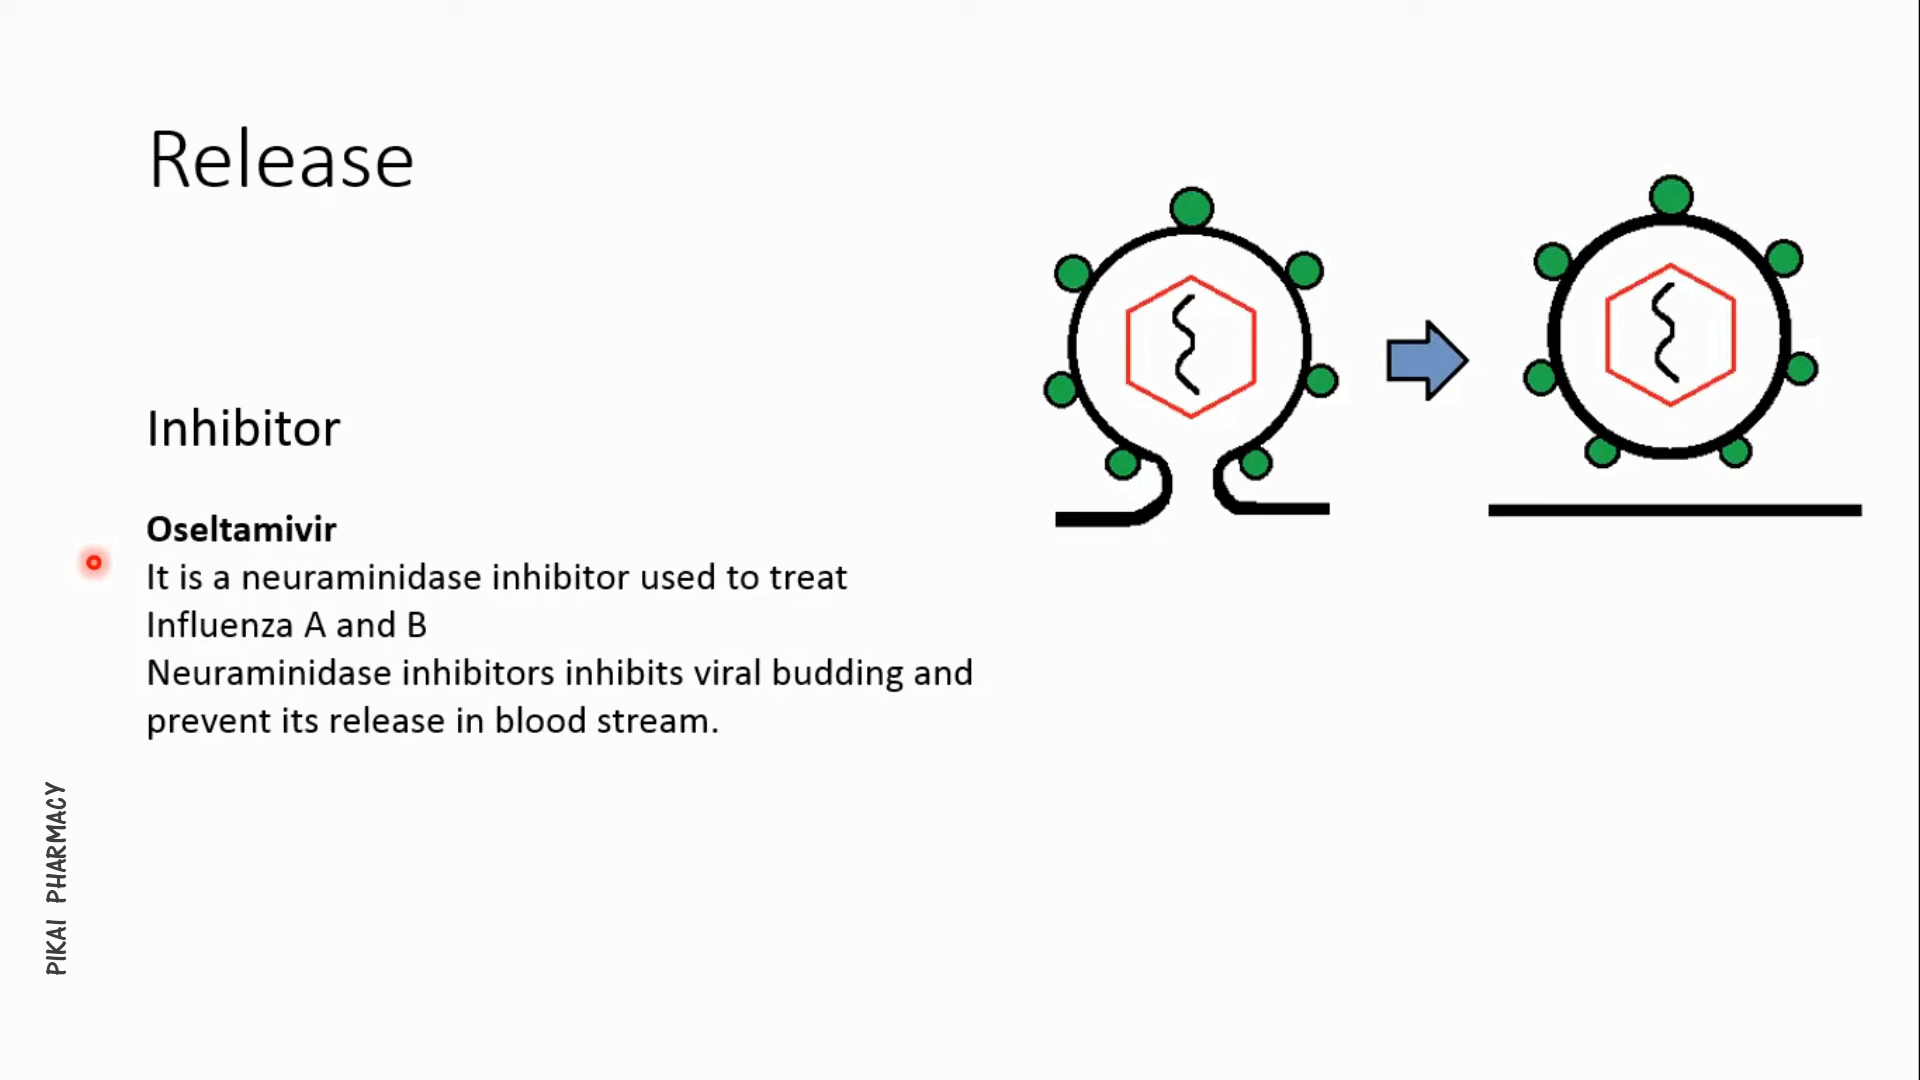 Release
Inhibitor
Oseltamivir
It is a neuraminidase inhibitor used to treat
Influenza A and B
Neuraminidase inhibitors inhibits viral budding and
prevent its release in blood stream.
PIKAI PHARMACY